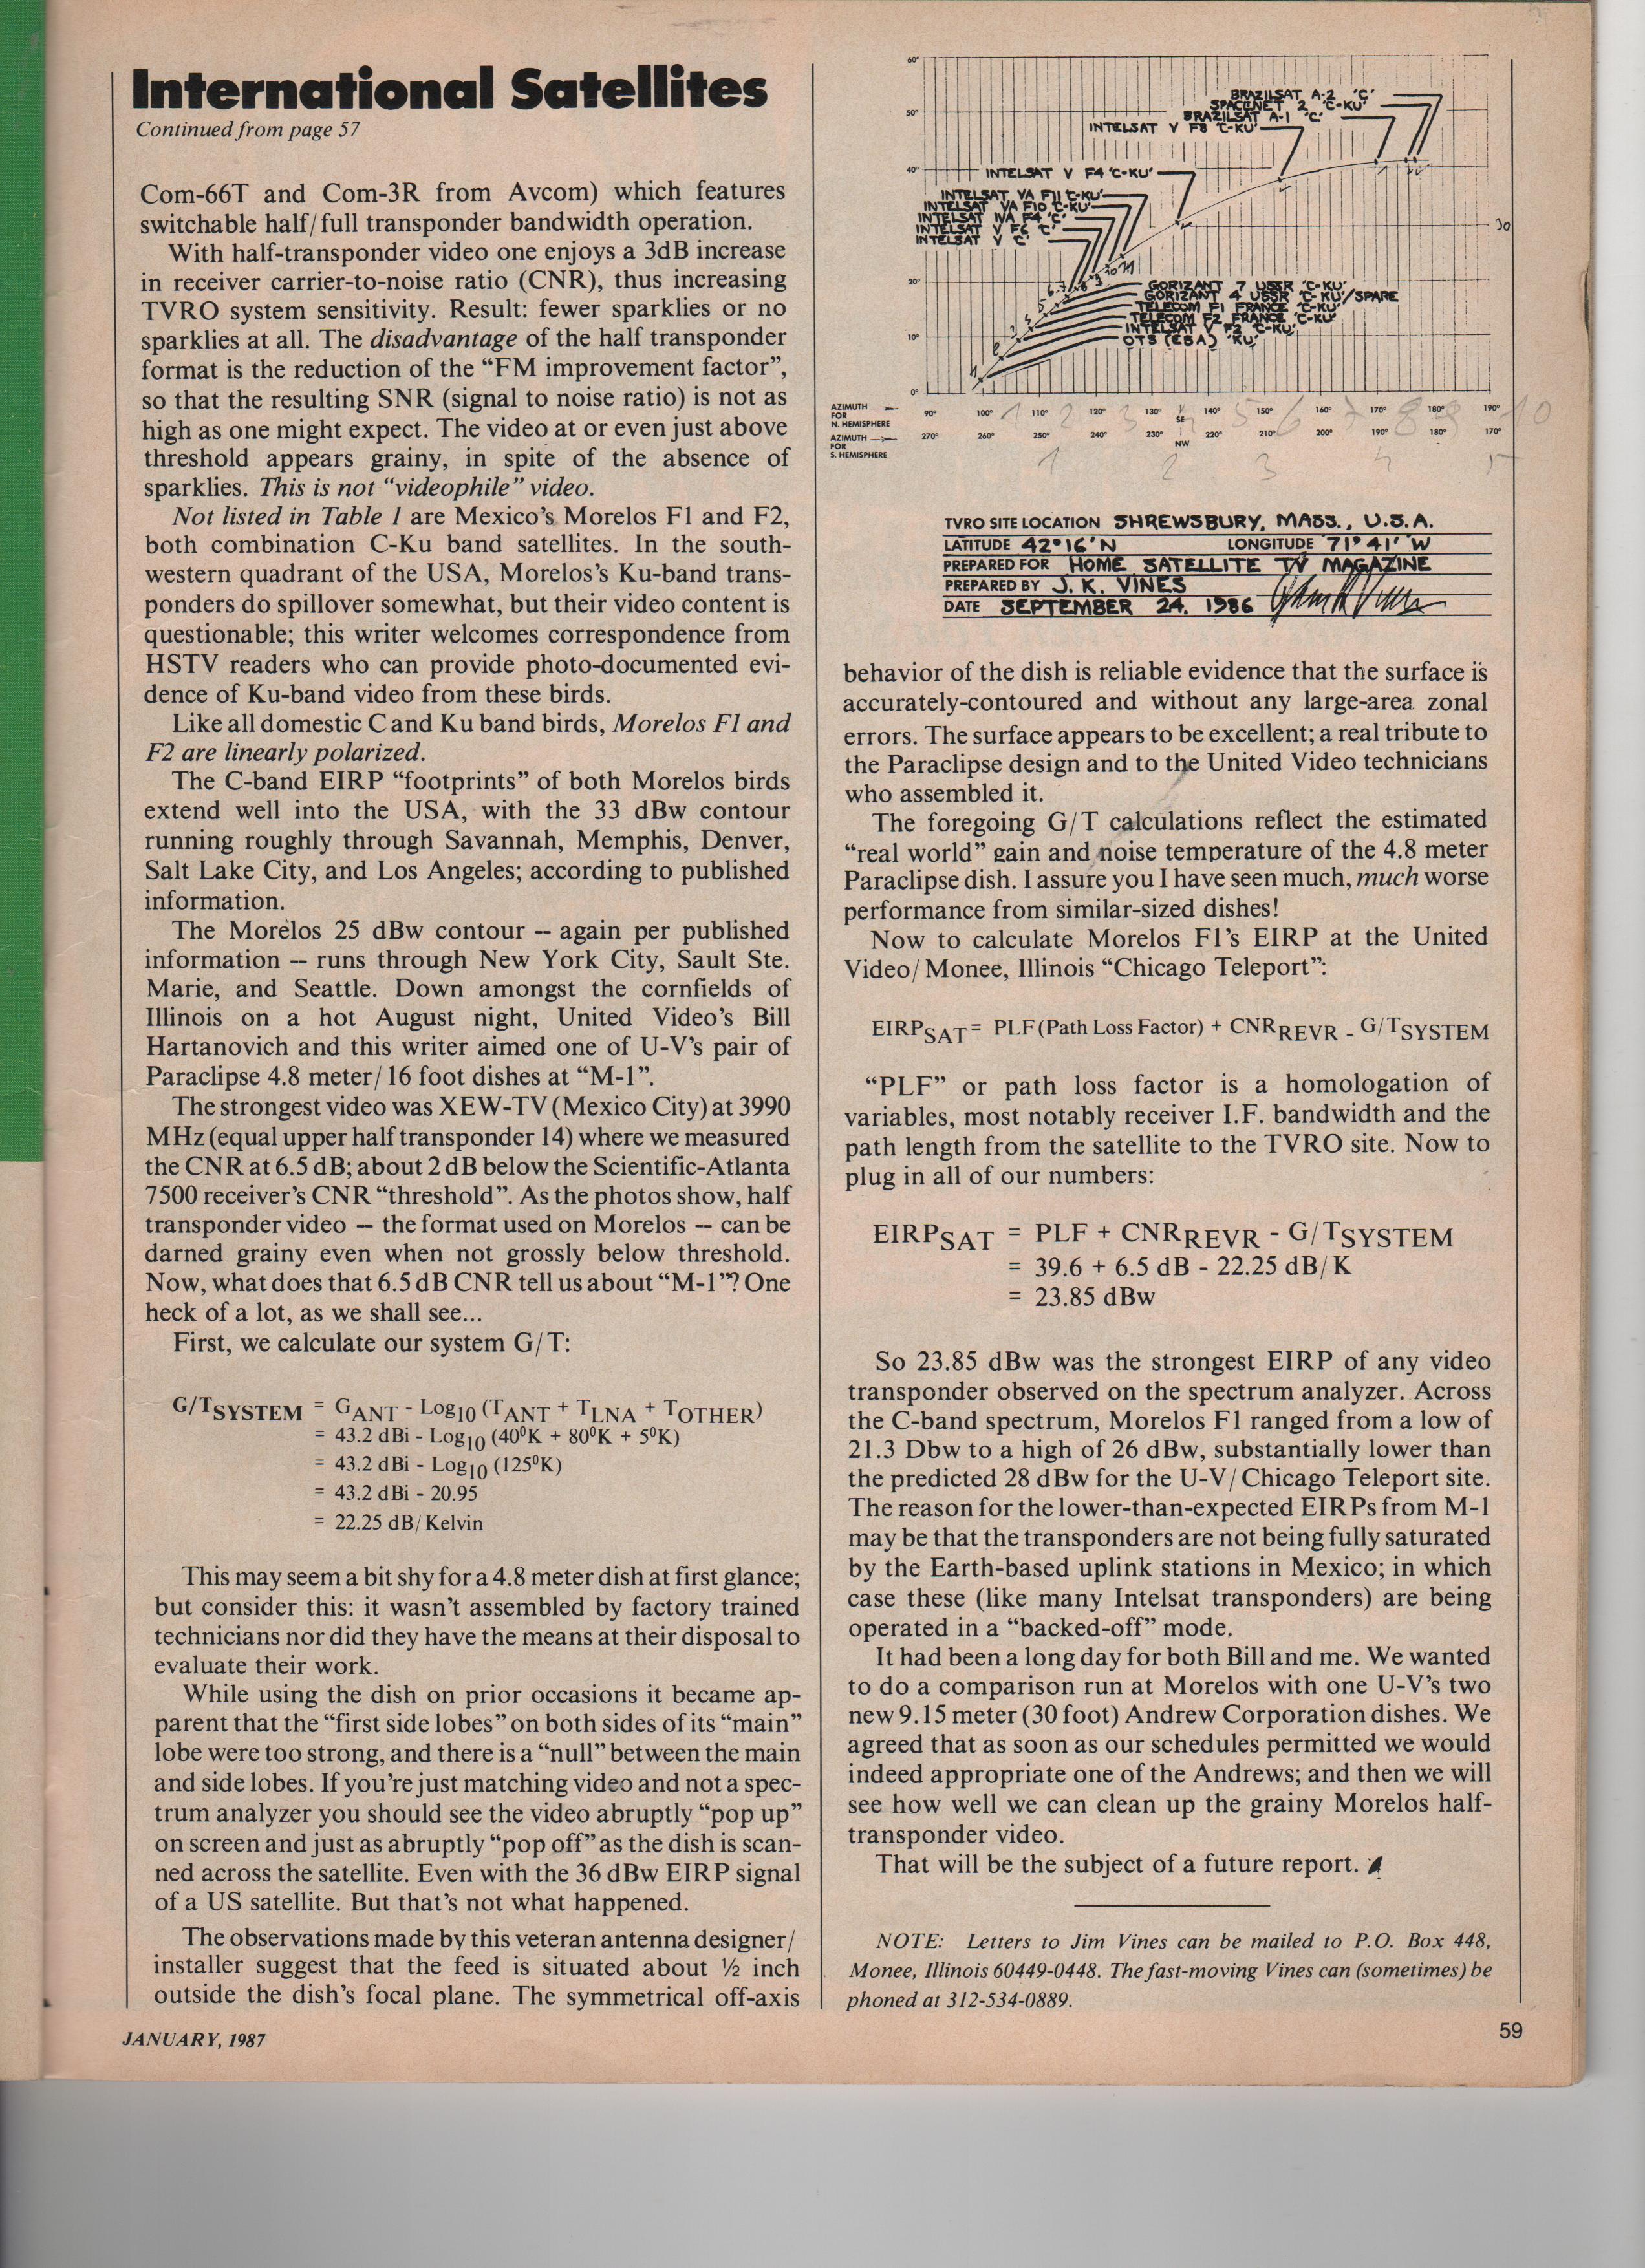 International Satellites
Continued from page 57
Com-66T and Com-3R from Avcom) which features
switchable half/full transponder bandwidth operation.
With half-transponder video one enjoys a 3dB increase
in receiver carrier-to-noise ratio (CNR), thus increasing
TVRO system sensitivity. Result: fewer sparklies or no
sparklies at all. The disadvantage of the half transponder
format is the reduction of the “FM improvement factor”,
so that the resulting SNR (signal to noise ratio) is not as
high as one might expect. The video at or even just above
threshold appears grainy, in spite of the absence of
sparklies. This is not “videophile” video.
Not listed in Table 1 are Mexico’s Morelos F1 and F2,
both combination C-Ku band satellites. In the south-
western quadrant of the USA, Morelos’s Ku-band trans-
ponders do spillover somewhat, but their video content is
questionable; this writer welcomes correspondence from
HSTV readers who can provide photo-documented evi-
dence of Ku-band video from these birds.
Like all domestic C and Ku band birds, Morelos F1 and
F2 are linearly polarized.
The C-band EIRP “footprints” of both Morelos birds
extend well into the USA, with the 33 dBw contour
running roughly through Savannah, Memphis, Denver,
Salt Lake City, and Los Angeles; according to published
information.
The Morelos 25 dBw contour -- again per published
information -- runs through New York City, Sault Ste.
Marie, and Seattle. Down amongst the cornfields of
Illinois on a hot August night, United Video’s Bill
Hartanovich and this writer aimed one of U-V’s pair of
Paraclipse 4.8 meter/16 foot dishes at “M-1”.
The strongest video was XEW-TV (Mexico City) at 3990
MHz (equal upper half transponder 14) where we measured
the CNR at 6.5 dB; about 2 dB below the Scientific-Atlanta
7500 receiver’s CNR “threshold”. As the photos show, half
transponder video -- the format used on Morelos -- can be
darned grainy even when not grossly below threshold.
Now, what does that 6.5 dB CNR tell us about “M-1”? One
heck of a lot, as we shall see...
First, we calculate our system G/T:
G/TSYSTEM = GANT - Log10 (TANT + TLNA + TOTHER)
= 43.2 dBi - Log10 (40⁰K + 80⁰K + 5⁰K)
= 43.2 dBi - Log10 (125⁰K)
= 43.2 dBi - 20.95
= 22.25 dB/Kelvin
This may seem a bit shy for a 4.8 meter dish at first glance;
but consider this: it wasn’t assembled by factory trained
technicians nor did they have the means at their disposal to
evaluate their work.
While using the dish on prior occasions it became ap-
parent that the “first side lobes” on both sides of its “main”
lobe were too strong, and there is a “null” between the main
and side lobes. If you’re just matching video and not a spec-
trum analyzer you should see the video abruptly “pop up”
on screen and just as abruptly “pop off” as the dish is scan-
ned across the satellite. Even with the 36 dBw EIRP signal
of a US satellite. But that’s not what happened.
The observations made by this veteran antenna designer/
installer suggest that the feed is situated about ½ inch
outside the dish’s focal plane. The symmetrical off-axis
60°
50°
40°
30
20°
10°
0°
BRAZILSAT A-2 'C'
SPACENET 2 'C-KU'
BRAZILSAT A-1 'C'
INTELSAT V F8 'C-KU'
INTELSAT V F4 'C-KU'
INTELSAT VA F11 'C-KU'
INTELSAT VA F10 'C-KU'
INTELSAT IVA F4 'C'
INTELSAT V F6 'C'
INTELSAT V 'C'
GORIZANT 7 USSR 'C-KU'
GORIZANT 4 USSR 'C-KU'/SPARE
TELECOM F1 FRANCE 'C-KU'
TELECOM F2 FRANCE 'C-KU'
INTELSAT V F2 'C-KU'
OTS (ESA) 'KU'
AZIMUTH FOR N. HEMISPHERE 90° 100° 110° 120° 130° SE 140° 150° 160° 170° 180° 190°
AZIMUTH FOR S. HEMISPHERE 270° 260° 250° 240° 230° NW 220° 210° 200° 190° 180° 170°
1 2 3 4 5 6 7 8 9 10
1 2 3 4 5
TVRO SITE LOCATION SHREWSBURY, MASS., U.S.A.
LATITUDE 42°16'N LONGITUDE 71°41' W
PREPARED FOR HOME SATELLITE TV MAGAZINE
PREPARED BY J. K. VINES
DATE SEPTEMBER 24, 1986
behavior of the dish is reliable evidence that the surface is
accurately-contoured and without any large-area zonal
errors. The surface appears to be excellent; a real tribute to
the Paraclipse design and to the United Video technicians
who assembled it.
The foregoing G/T calculations reflect the estimated
“real world” gain and noise temperature of the 4.8 meter
Paraclipse dish. I assure you I have seen much, much worse
performance from similar-sized dishes!
Now to calculate Morelos F1’s EIRP at the United
Video/Monee, Illinois “Chicago Teleport”:
EIRPSAT = PLF (Path Loss Factor) + CNRREVR - G/TSYSTEM
“PLF” or path loss factor is a homologation of
variables, most notably receiver I.F. bandwidth and the
path length from the satellite to the TVRO site. Now to
plug in all of our numbers:
EIRPSAT = PLF + CNRREVR - G/TSYSTEM
= 39.6 + 6.5 dB - 22.25 dB/K
= 23.85 dBw
So 23.85 dBw was the strongest EIRP of any video
transponder observed on the spectrum analyzer. Across
the C-band spectrum, Morelos F1 ranged from a low of
21.3 Dbw to a high of 26 dBw, substantially lower than
the predicted 28 dBw for the U-V/Chicago Teleport site.
The reason for the lower-than-expected EIRPs from M-1
may be that the transponders are not being fully saturated
by the Earth-based uplink stations in Mexico; in which
case these (like many Intelsat transponders) are being
operated in a “backed-off” mode.
It had been a long day for both Bill and me. We wanted
to do a comparison run at Morelos with one U-V’s two
new 9.15 meter (30 foot) Andrew Corporation dishes. We
agreed that as soon as our schedules permitted we would
indeed appropriate one of the Andrews; and then we will
see how well we can clean up the grainy Morelos half-
transponder video.
That will be the subject of a future report.
NOTE: Letters to Jim Vines can be mailed to P.O. Box 448,
Monee, Illinois 60449-0448. The fast-moving Vines can (sometimes) be
phoned at 312-534-0889.
JANUARY, 1987
59